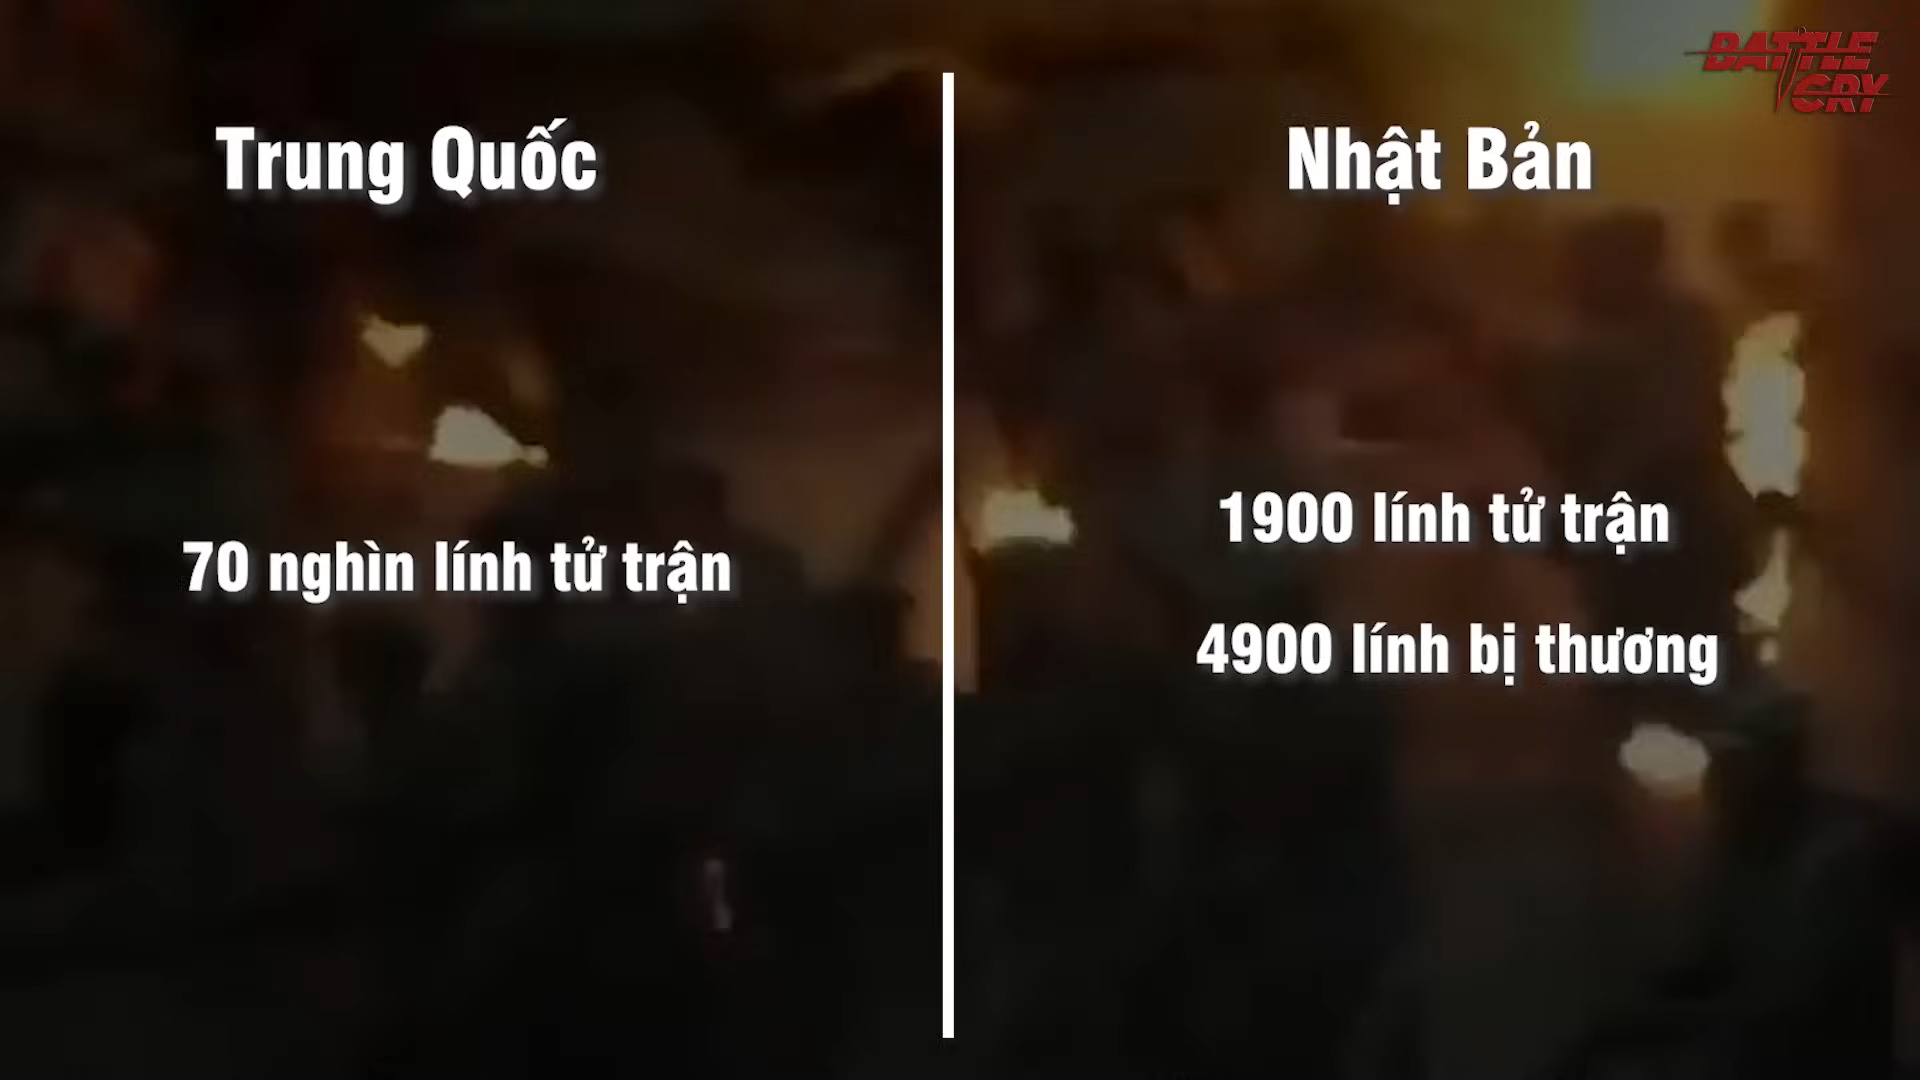 BATTLE
CRY
Trung Quốc
70 nghìn lính tử trận
Nhật Bản
1900 lính tử trận
4900 lính bị thương